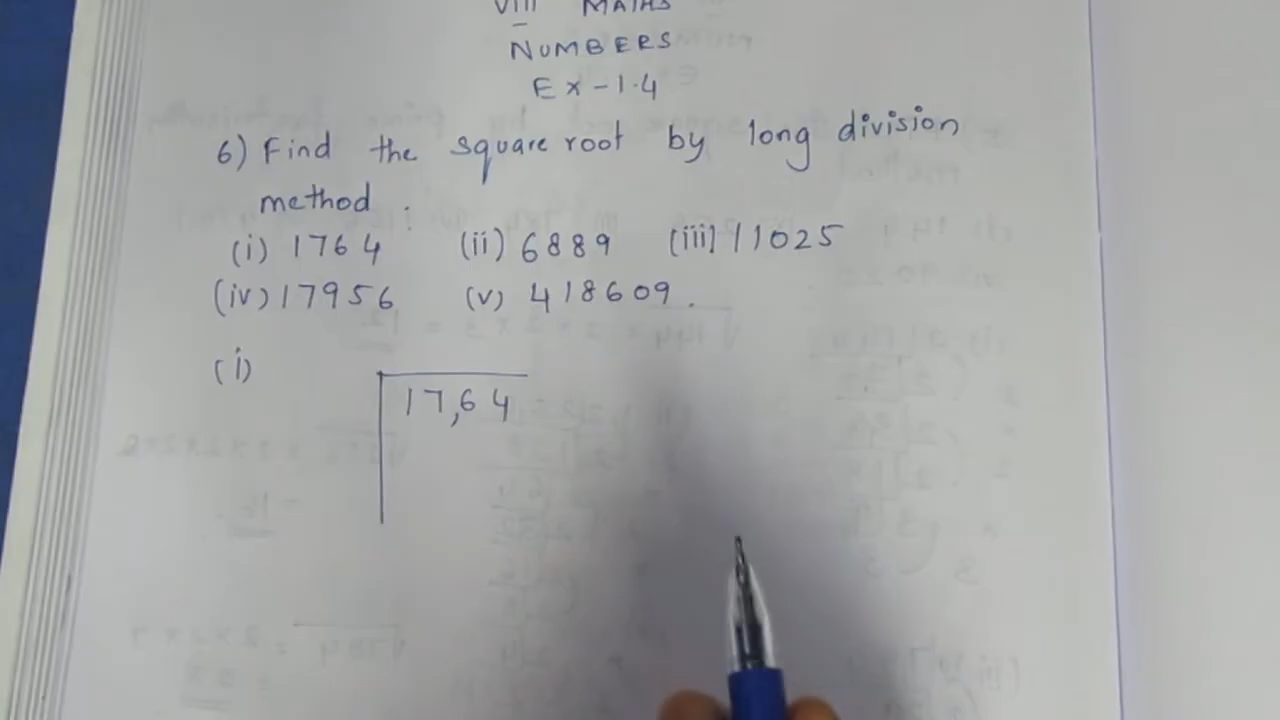 VIII MATHS
NUMBERS
Ex - 1.4
6) Find the square root by long division
method :
(i) 1764 (ii) 6889 (iii) 11025
(iv) 17956 (v) 418609.
(i)
17,64